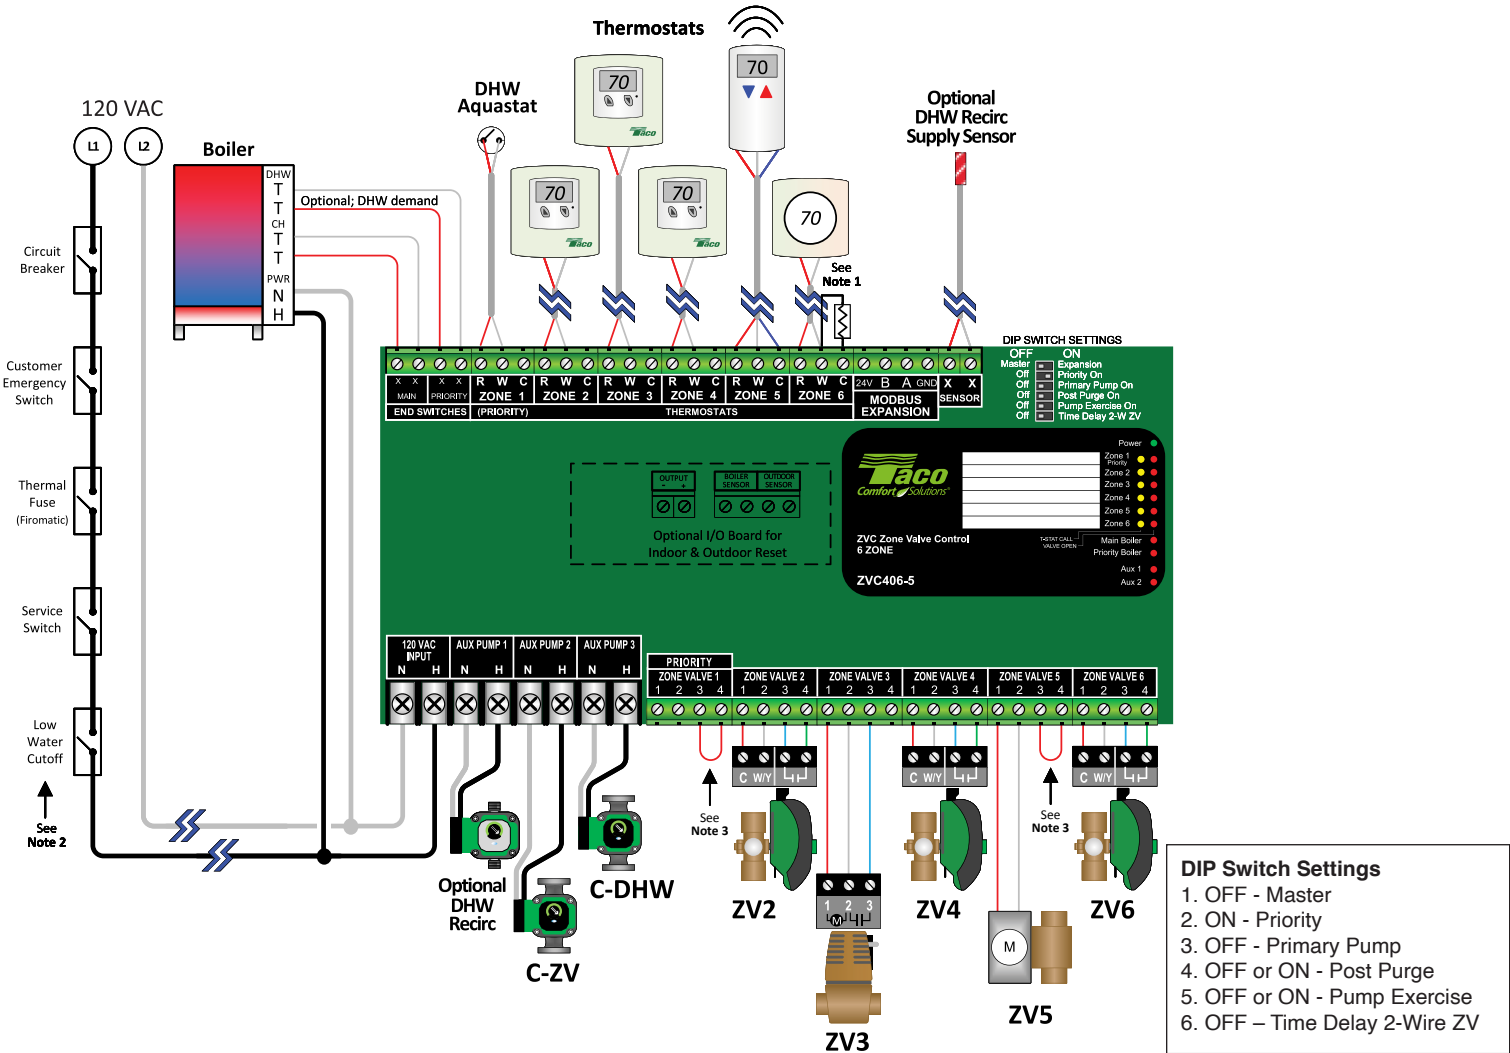 Thermostats
120 VAC
L1
L2
Boiler
DHW
T
T
CH
T
T
PWR
N
H
Optional; DHW demand
DHW
Aquastat
70
Taco
70
Taco
70
Taco
70
70
See
Note 1
Optional
DHW Recirc
Supply Sensor
Circuit
Breaker
Customer
Emergency
Switch
Thermal
Fuse
(Firomatic)
Service
Switch
Low
Water
Cutoff
See
Note 2
DIP SWITCH SETTINGS
OFF ON
Master Expansion
Off Priority On
Off Primary Pump On
Off Post Purge On
Off Pump Exercise On
Off Time Delay 2-W ZV
X X X X R W C R W C R W C R W C R W C R W C 24V B A GND X X
MAIN PRIORITY ZONE 1 ZONE 2 ZONE 3 ZONE 4 ZONE 5 ZONE 6 MODBUS EXPANSION SENSOR
END SWITCHES (PRIORITY) THERMOSTATS
OUTPUT
- +
BOILER SENSOR
OUTDOOR SENSOR
Optional I/O Board for
Indoor & Outdoor Reset
Taco
Comfort Solutions®
ZVC Zone Valve Control
6 ZONE
ZVC406-5
Power
Zone 1
Priority
Zone 2
Zone 3
Zone 4
Zone 5
Zone 6
T-STAT CALL
VALVE OPEN
Main Boiler
Priority Boiler
Aux 1
Aux 2
120 VAC INPUT
N H
AUX PUMP 1
N H
AUX PUMP 2
N H
AUX PUMP 3
N H
PRIORITY
ZONE VALVE 1
1 2 3 4
ZONE VALVE 2
1 2 3 4
ZONE VALVE 3
1 2 3 4
ZONE VALVE 4
1 2 3 4
ZONE VALVE 5
1 2 3 4
ZONE VALVE 6
1 2 3 4
See
Note 3
C W/Y
ZV2
1 2 3
M
ZV3
C W/Y
ZV4
See
Note 3
M
ZV5
C W/Y
ZV6
Optional
DHW
Recirc
C-ZV
C-DHW
DIP Switch Settings
1. OFF - Master
2. ON - Priority
3. OFF - Primary Pump
4. OFF or ON - Post Purge
5. OFF or ON - Pump Exercise
6. OFF – Time Delay 2-Wire ZV